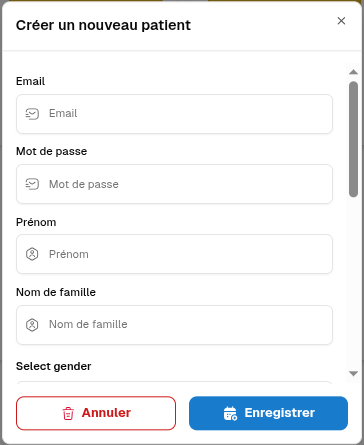 Créer un nouveau patient
Email
Email
Mot de passe
Mot de passe
Prénom
Prénom
Nom de famille
Nom de famille
Select gender
Annuler
Enregistrer